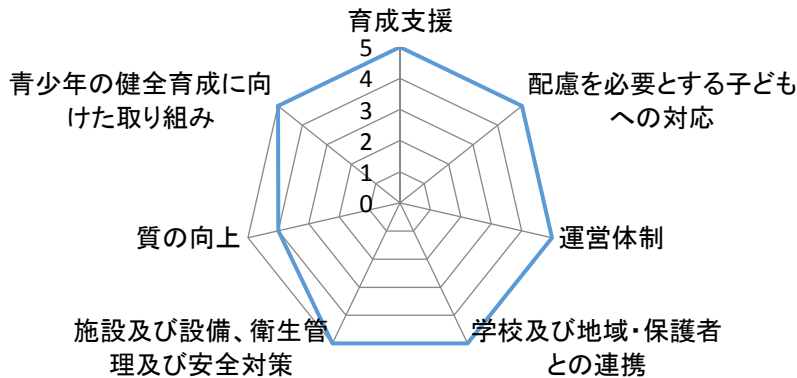 育成支援
5
4
3
2
1
0
青少年の健全育成に向
けた取り組み
配慮を必要とする子ども
への対応
質の向上
運営体制
施設及び設備、衛生管
理及び安全対策
学校及び地域・保護者
との連携